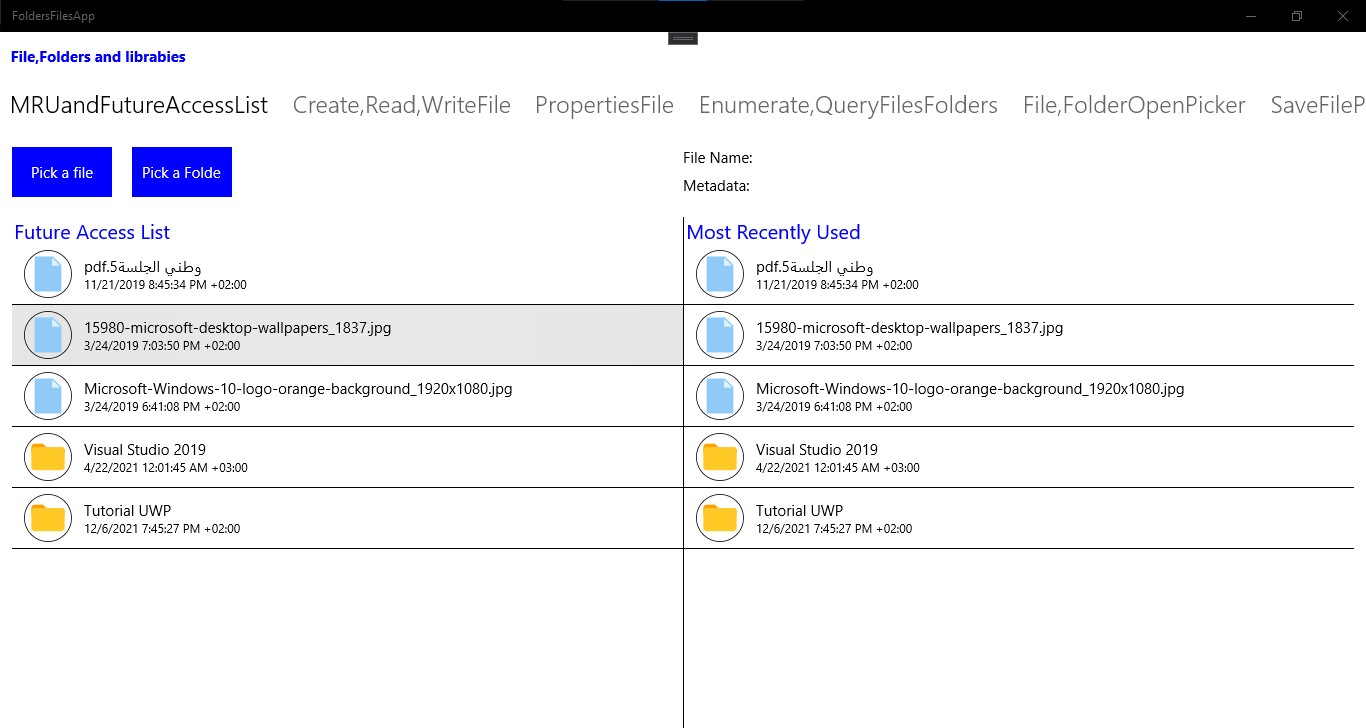 FoldersFilesApp
File,Folders and librabies
MRUandFutureAccessList Create,Read,WriteFile PropertiesFile Enumerate,QueryFilesFolders File,FolderOpenPicker SaveFileP
Pick a file Pick a Folde
File Name:
Metadata:
Future Access List
وطني الجلسة5.pdf
11/21/2019 8:45:34 PM +02:00
15980-microsoft-desktop-wallpapers_1837.jpg
3/24/2019 7:03:50 PM +02:00
Microsoft-Windows-10-logo-orange-background_1920x1080.jpg
3/24/2019 6:41:08 PM +02:00
Visual Studio 2019
4/22/2021 12:01:45 AM +03:00
Tutorial UWP
12/6/2021 7:45:27 PM +02:00
Most Recently Used
وطني الجلسة5.pdf
11/21/2019 8:45:34 PM +02:00
15980-microsoft-desktop-wallpapers_1837.jpg
3/24/2019 7:03:50 PM +02:00
Microsoft-Windows-10-logo-orange-background_1920x1080.jpg
3/24/2019 6:41:08 PM +02:00
Visual Studio 2019
4/22/2021 12:01:45 AM +03:00
Tutorial UWP
12/6/2021 7:45:27 PM +02:00